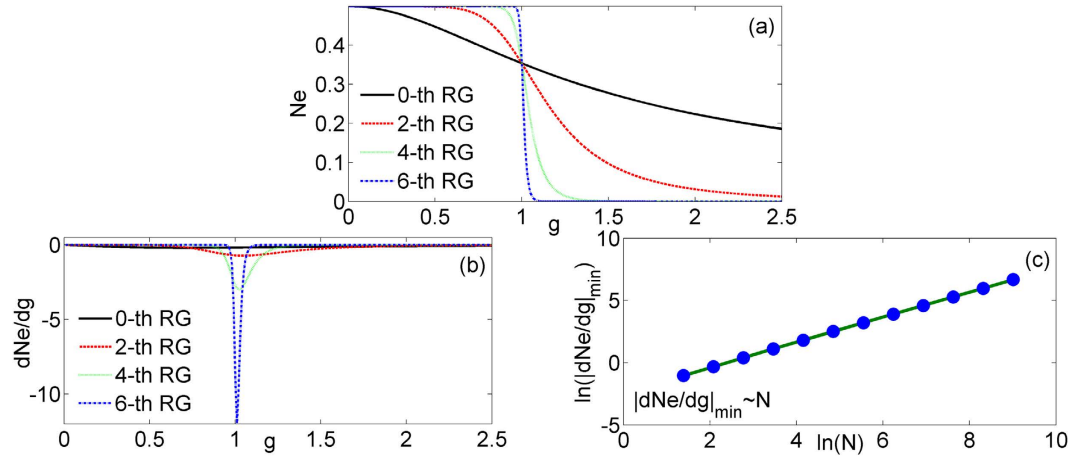 (a)
Ne
0.4
0.3
0.2
0.1
0
0-th RG
2-th RG
4-th RG
6-th RG
0 0.5 1 1.5 2 2.5
g
(b)
dNe/dg
0
-5
-10
0-th RG
2-th RG
4-th RG
6-th RG
0 0.5 1 1.5 2 2.5
g
(c)
ln(|dNe/dg|min)
10
5
0
-5
|dNe/dg|min~N
0 2 4 6 8 10
ln(N)